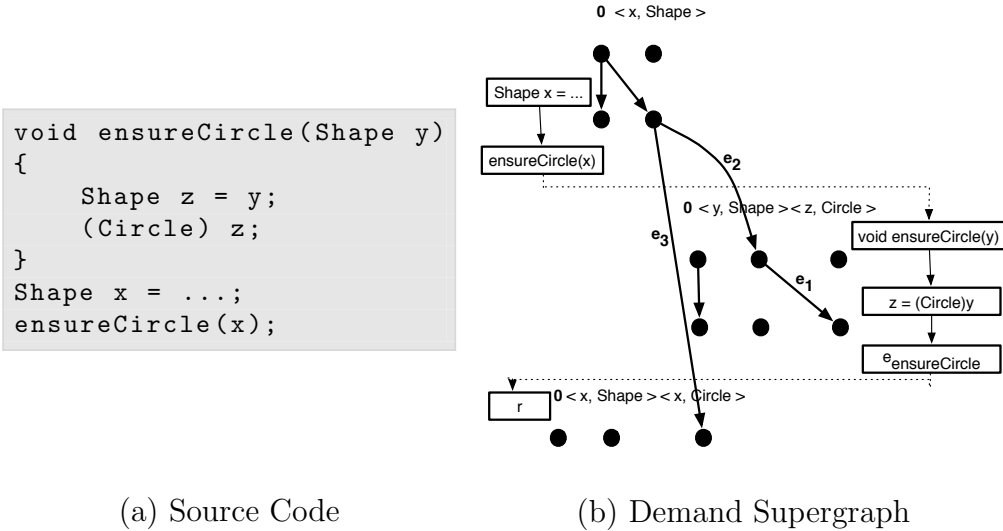 void ensureCircle(Shape y)
{
Shape z = y;
(Circle) z;
}
Shape x = ...;
ensureCircle(x);
(a) Source Code
0 < x, Shape >
Shape x = ...
ensureCircle(x)
e2
0 < y, Shape >< z, Circle >
void ensureCircle(y)
e3
e1
z = (Circle)y
eensureCircle
0 < x, Shape >< x, Circle >
r
(b) Demand Supergraph